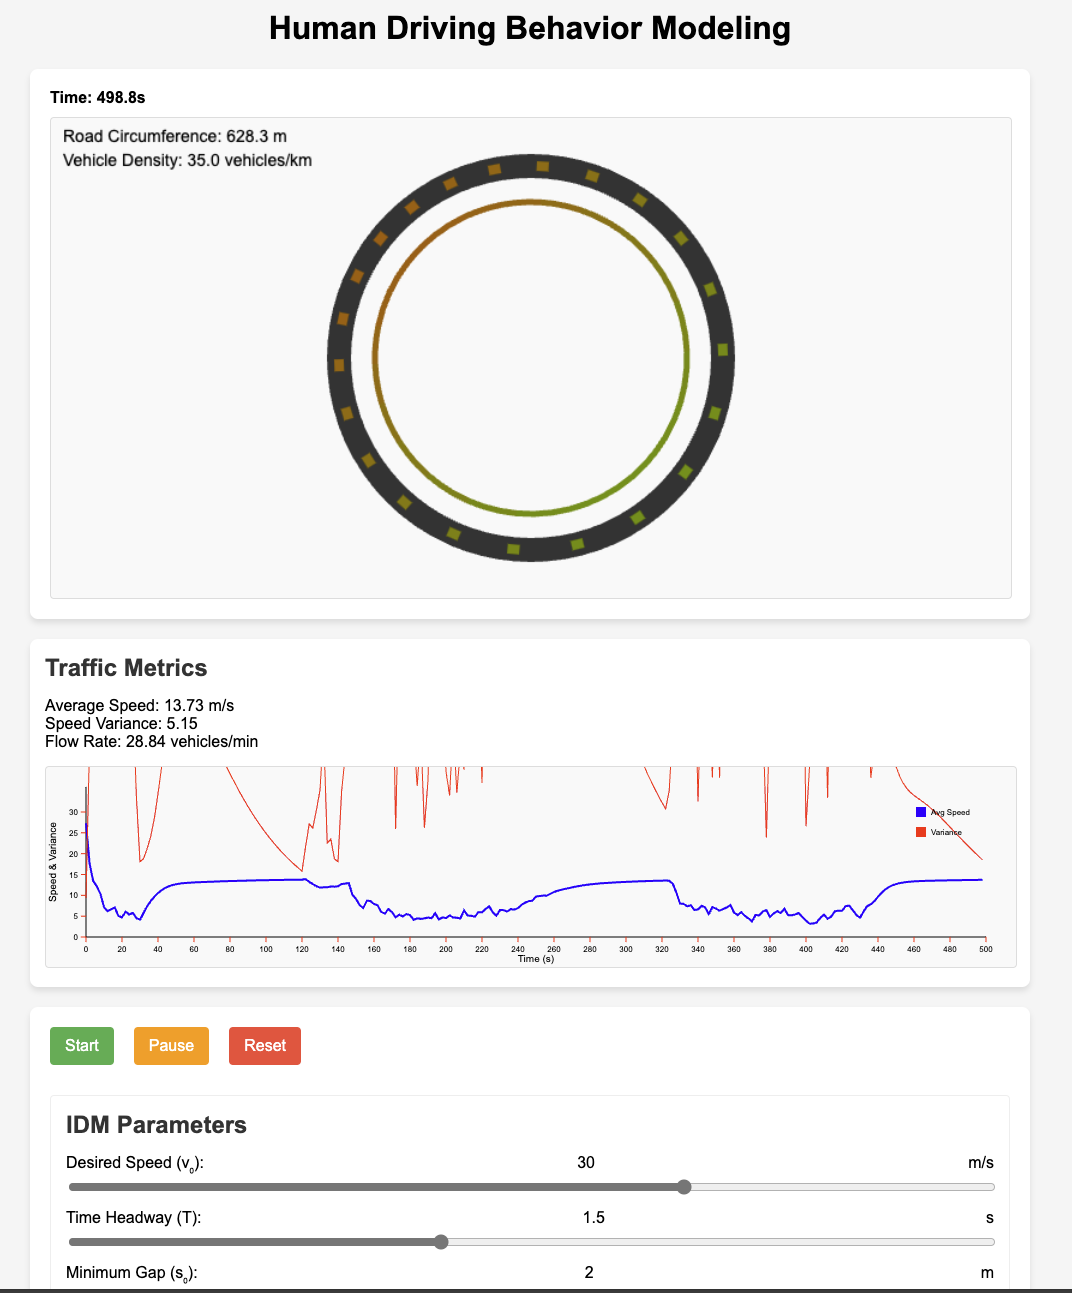 Human Driving Behavior Modeling
Time: 498.8s
Road Circumference: 628.3 m
Vehicle Density: 35.0 vehicles/km
Traffic Metrics
Average Speed: 13.73 m/s
Speed Variance: 5.15
Flow Rate: 28.84 vehicles/min
Speed & Variance
30
25
20
15
10
5
0
Avg Speed
Variance
0 20 40 60 80 100 120 140 160 180 200 220 240 260 280 300 320 340 360 380 400 420 440 460 480 500
Time (s)
Start Pause Reset
IDM Parameters
Desired Speed (v₀): 30 m/s
Time Headway (T): 1.5 s
Minimum Gap (s₀): 2 m